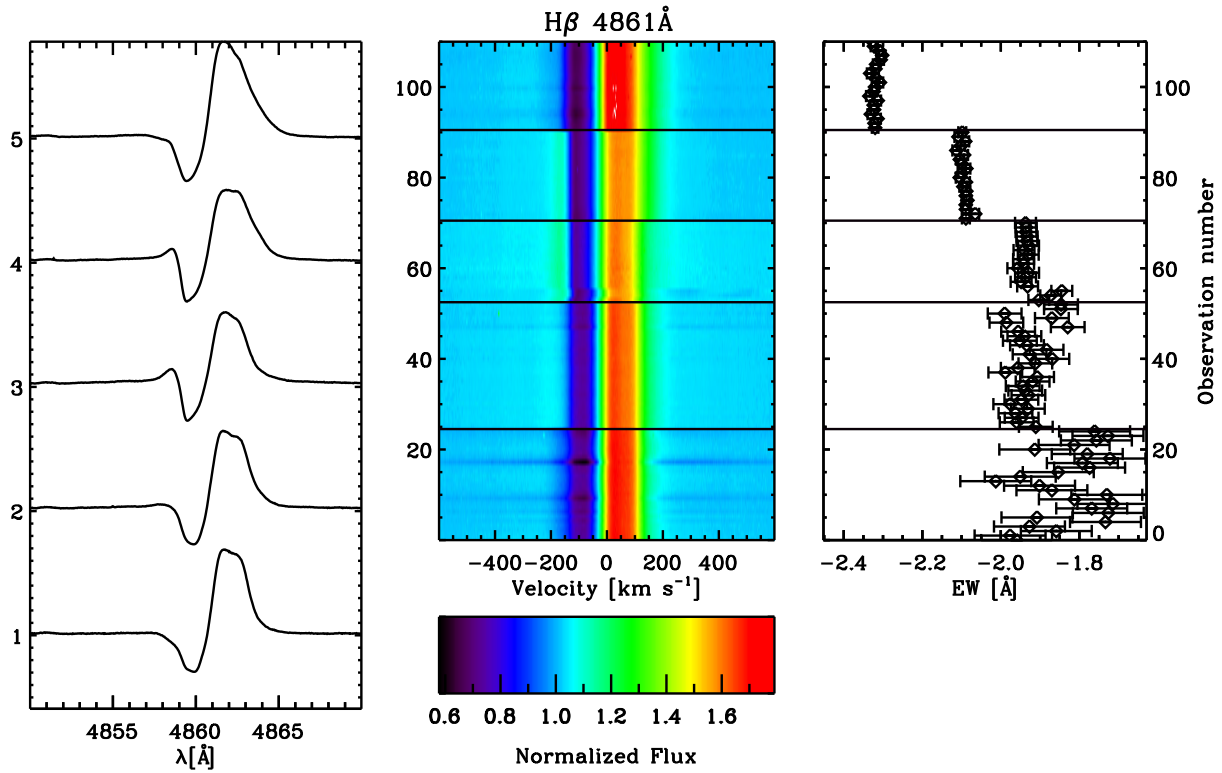 Hβ 4861Å
5
4
3
2
1
4855 4860 4865
λ[Å]
100
80
60
40
20
−400 −200 0 200 400
Velocity [km s⁻¹]
0.6 0.8 1.0 1.2 1.4 1.6
Normalized Flux
100
80
60
40
20
0
Observation number
−2.4 −2.2 −2.0 −1.8
EW [Å]